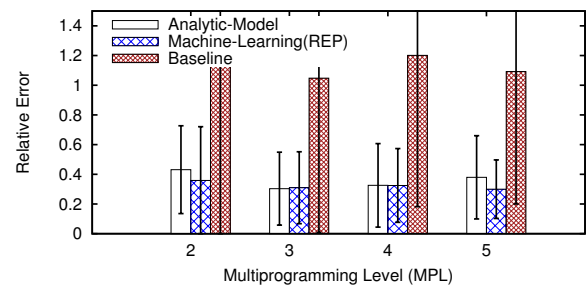 Analytic-Model
Machine-Learning(REP)
Baseline
Relative Error
1.4
1.2
1
0.8
0.6
0.4
0.2
0
2 3 4 5
Multiprogramming Level (MPL)